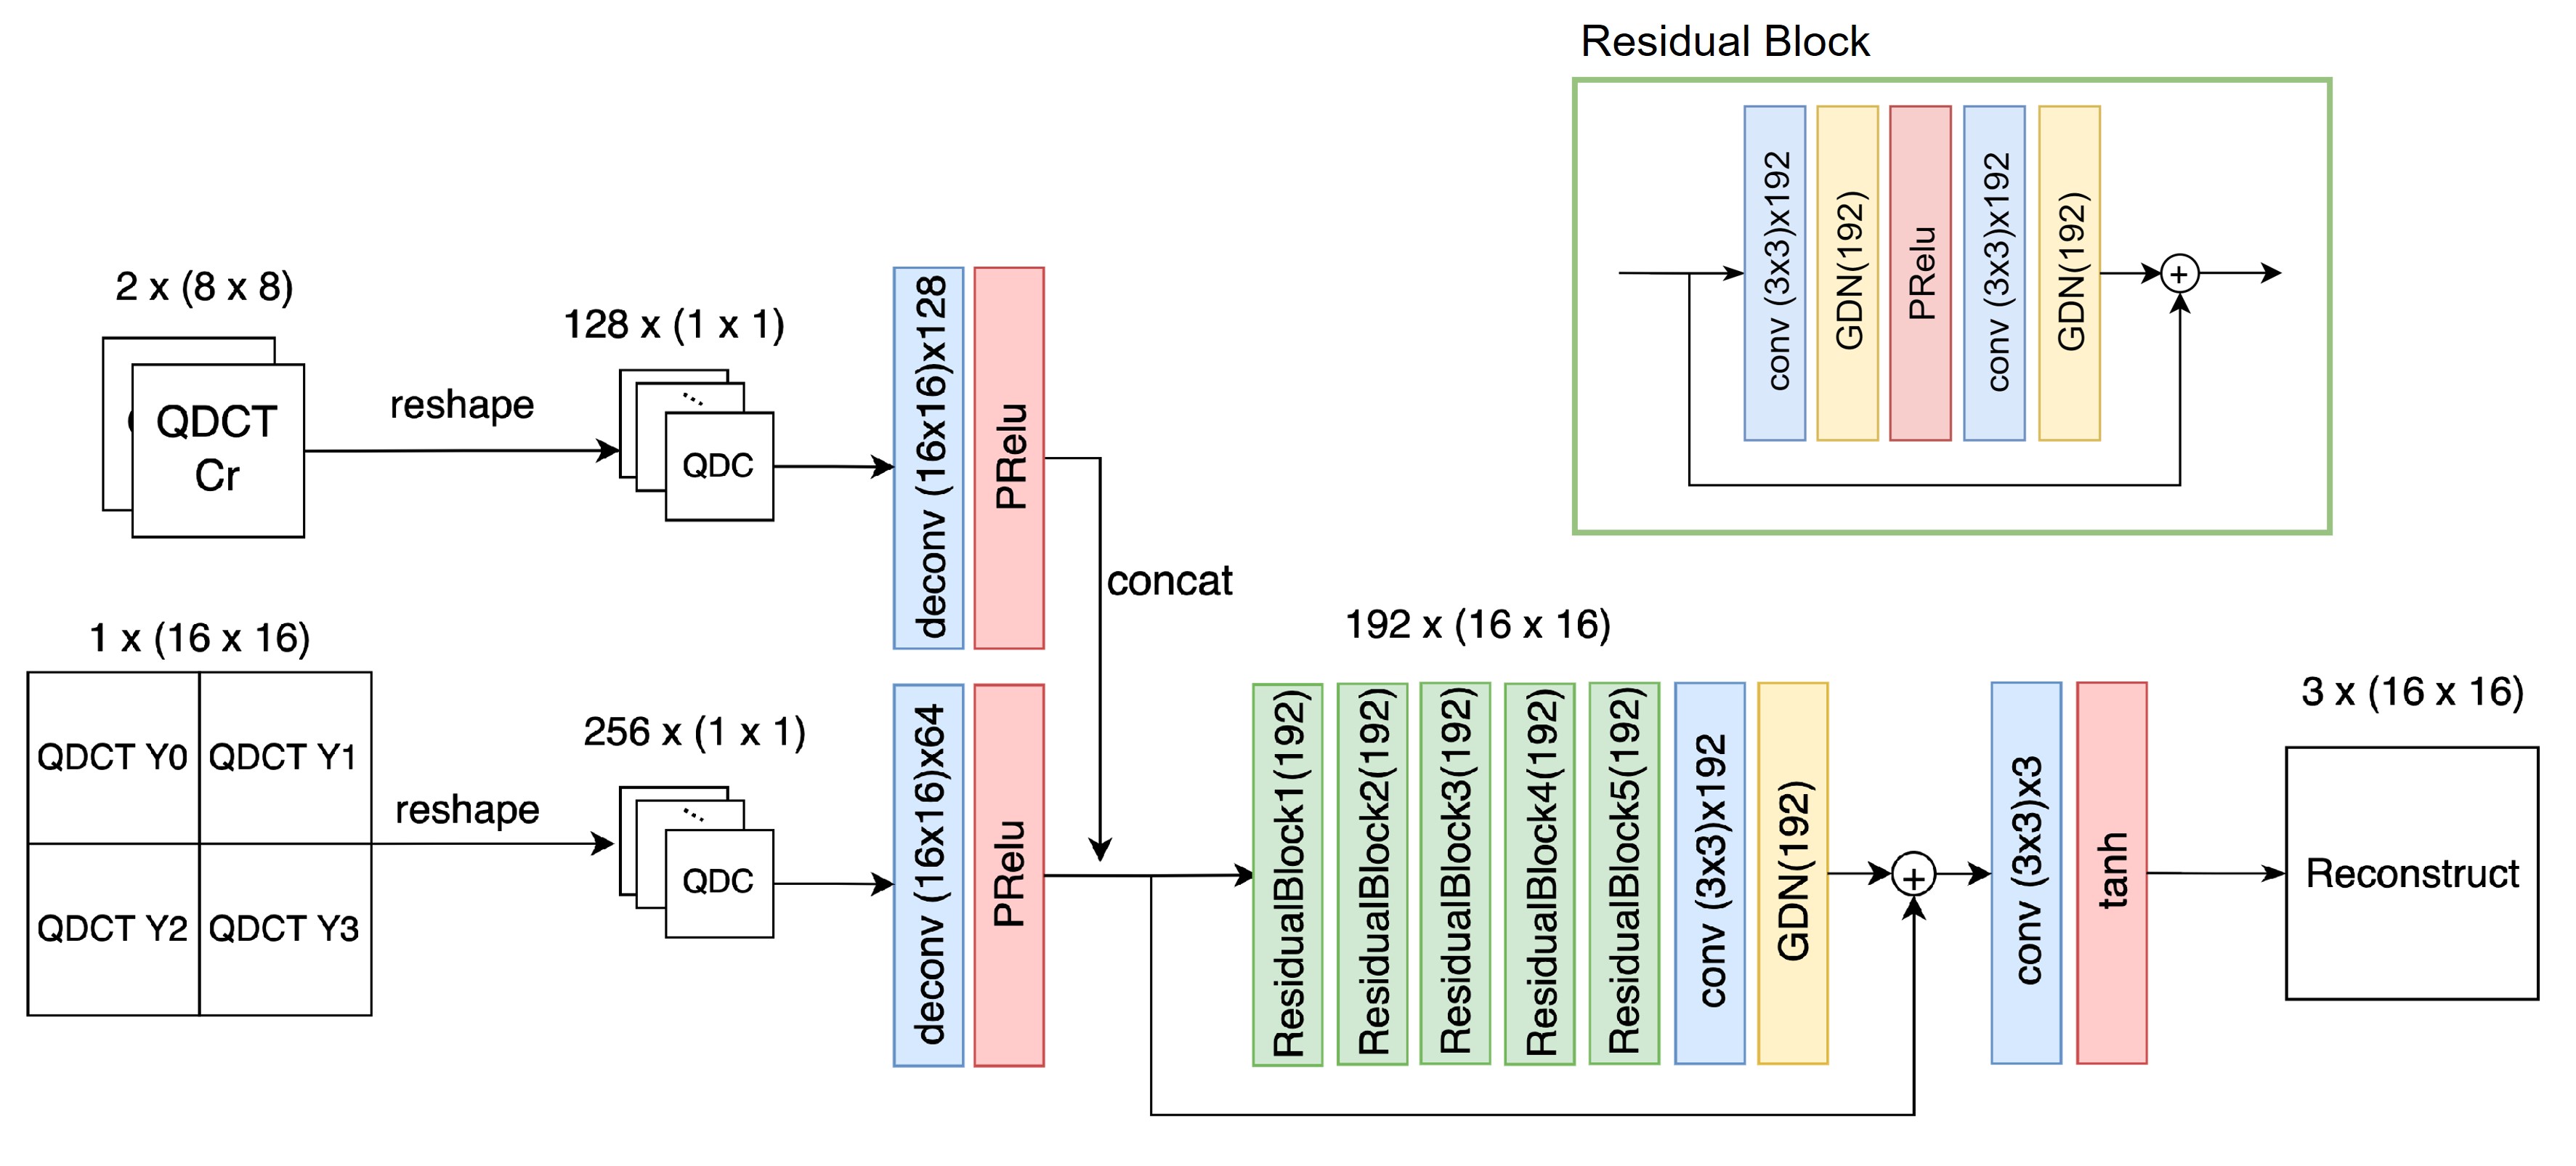 Residual Block
conv (3x3)x192
GDN(192)
PRelu
conv (3x3)x192
GDN(192)
+
2 x (8 x 8)
QDCT
Cr
reshape
128 x (1 x 1)
QDC
deconv (16x16)x128
PRelu
concat
1 x (16 x 16)
QDCT Y0
QDCT Y1
QDCT Y2
QDCT Y3
reshape
256 x (1 x 1)
QDC
deconv (16x16)x64
PRelu
192 x (16 x 16)
ResidualBlock1(192)
ResidualBlock2(192)
ResidualBlock3(192)
ResidualBlock4(192)
ResidualBlock5(192)
conv (3x3)x192
GDN(192)
+
conv (3x3)x3
tanh
3 x (16 x 16)
Reconstruct